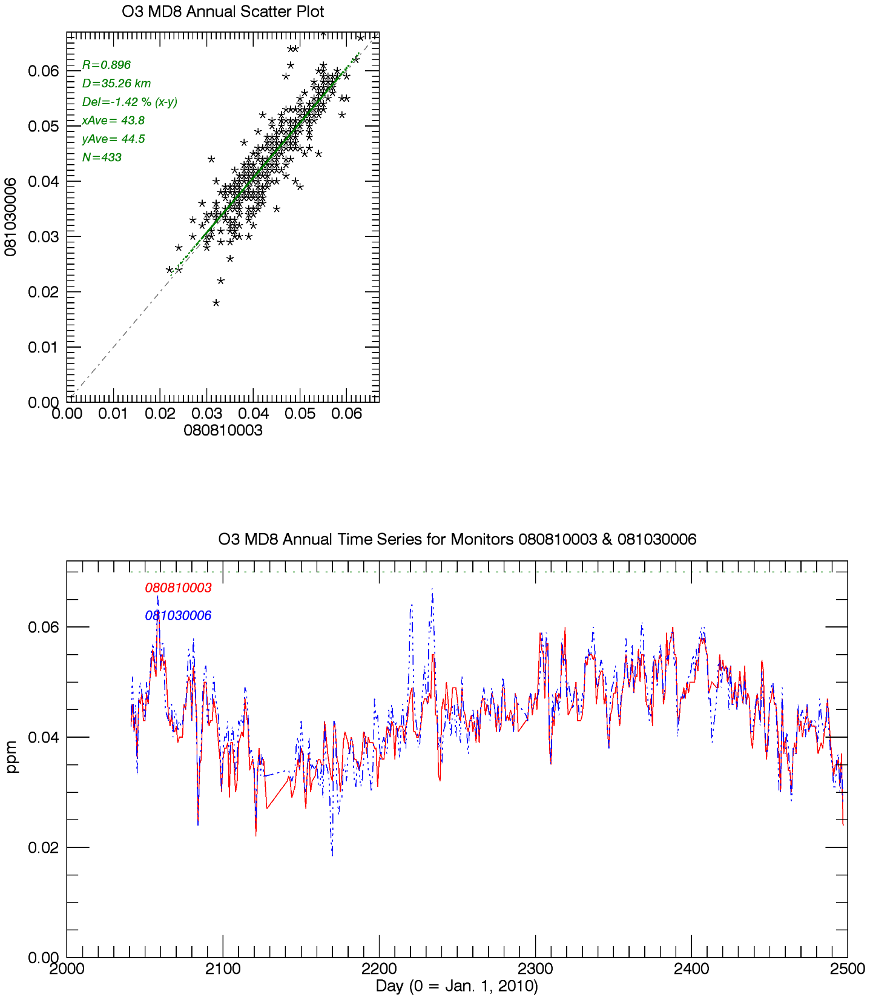 O3 MD8 Annual Scatter Plot
R=0.896
D=35.26 km
Del=-1.42 % (x-y)
xAve= 43.8
yAve= 44.5
N=433
0.06
0.05
0.04
0.03
0.02
0.01
0.00
081030006
0.00 0.01 0.02 0.03 0.04 0.05 0.06
080810003
O3 MD8 Annual Time Series for Monitors 080810003 & 081030006
080810003
081030006
0.06
0.04
0.02
0.00
ppm
2000 2100 2200 2300 2400 2500
Day (0 = Jan. 1, 2010)